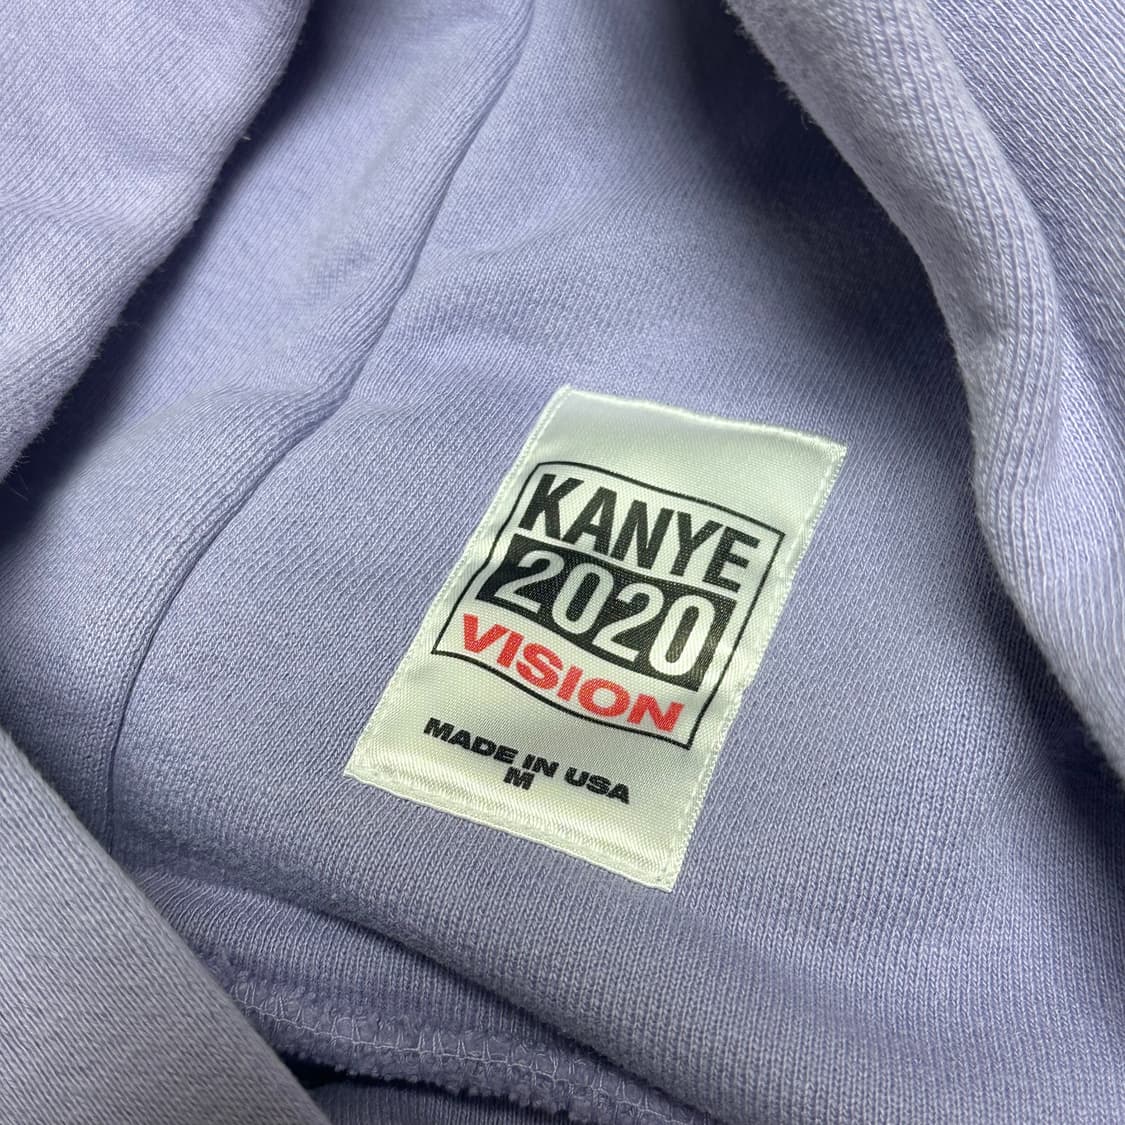 KANYE
2020
VISION
MADE IN USA
M